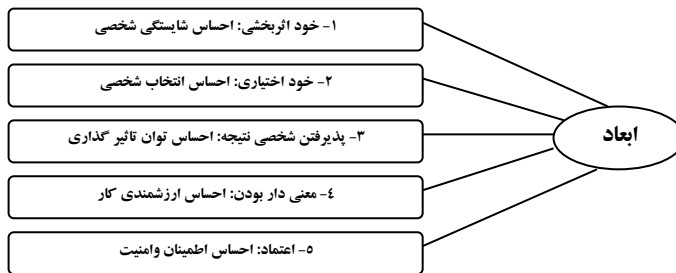 ۱- خود اثربخشی: احساس شایستگی شخصی
۲- خود اختیاری: احساس انتخاب شخصی
۳- پذیرفتن شخصی نتیجه: احساس توان تاثیر گذاری
٤- معنی دار بودن: احساس ارزشمندی کار
٥- اعتماد: احساس اطمینان وامنیت
ابعاد